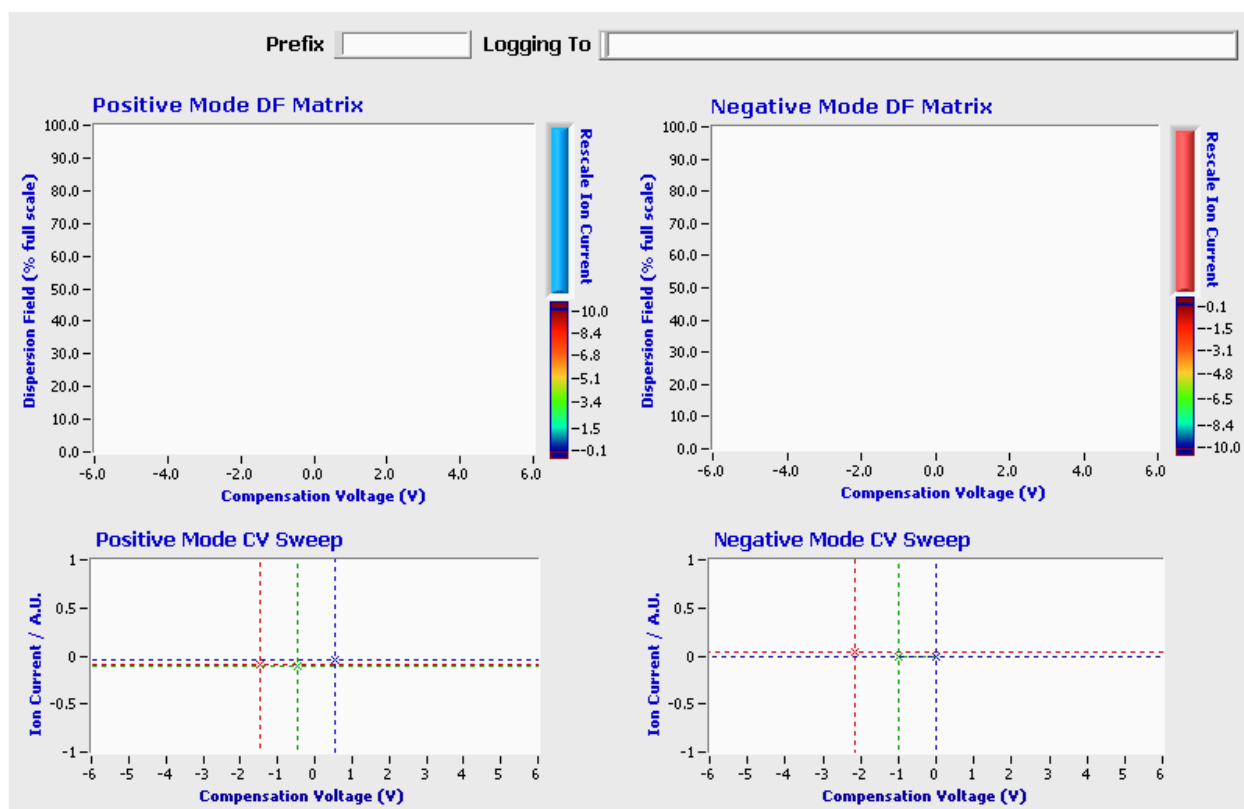 Prefix Logging To
Positive Mode DF Matrix
Dispersion Field (% full scale)
100.0
90.0
80.0
70.0
60.0
50.0
40.0
30.0
20.0
10.0
0.0
-6.0 -4.0 -2.0 0.0 2.0 4.0 6.0
Compensation Voltage (V)
Rescale Ion Current
-10.0
-8.4
-6.8
-5.1
-3.4
-1.5
--0.1
Negative Mode DF Matrix
Dispersion Field (% full scale)
100.0
90.0
80.0
70.0
60.0
50.0
40.0
30.0
20.0
10.0
0.0
-6.0 -4.0 -2.0 0.0 2.0 4.0 6.0
Compensation Voltage (V)
Rescale Ion Current
-0.1
--1.5
--3.1
--4.8
--6.5
--8.4
--10.0
Positive Mode CV Sweep
Ion Current / A.U.
1
0.5
0
-0.5
-1
-6 -5 -4 -3 -2 -1 0 1 2 3 4 5 6
Compensation Voltage (V)
Negative Mode CV Sweep
Ion Current / A.U.
1
0.5
0
-0.5
-1
-6 -5 -4 -3 -2 -1 0 1 2 3 4 5 6
Compensation Voltage (V)